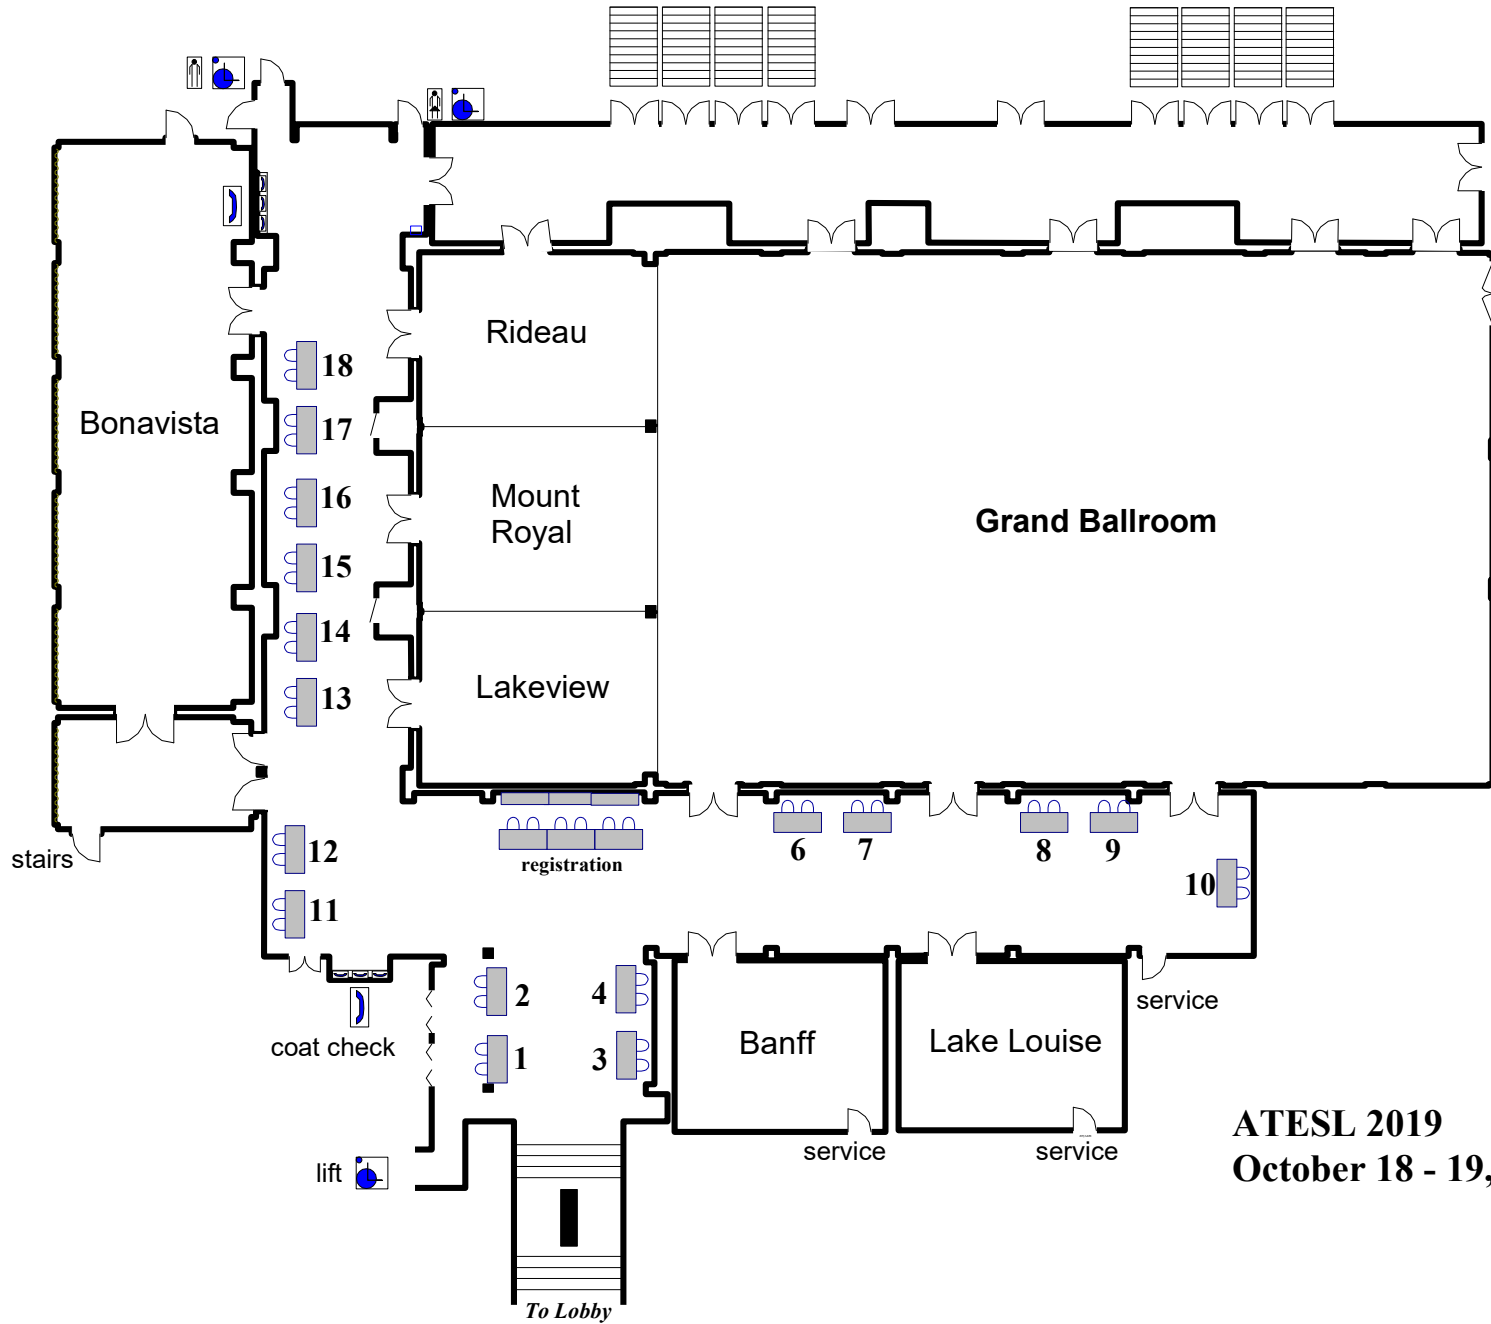 Rideau
18
Bonavista
17
Mount
Royal
16
Grand Ballroom
15
14
Lakeview
13
12
stairs
registration
6
7
8
9
10
11
2
4
service
coat check
1
3
Banff
Lake Louise
ATESL 2019
October 18 - 19,
service
service
lift
To Lobby